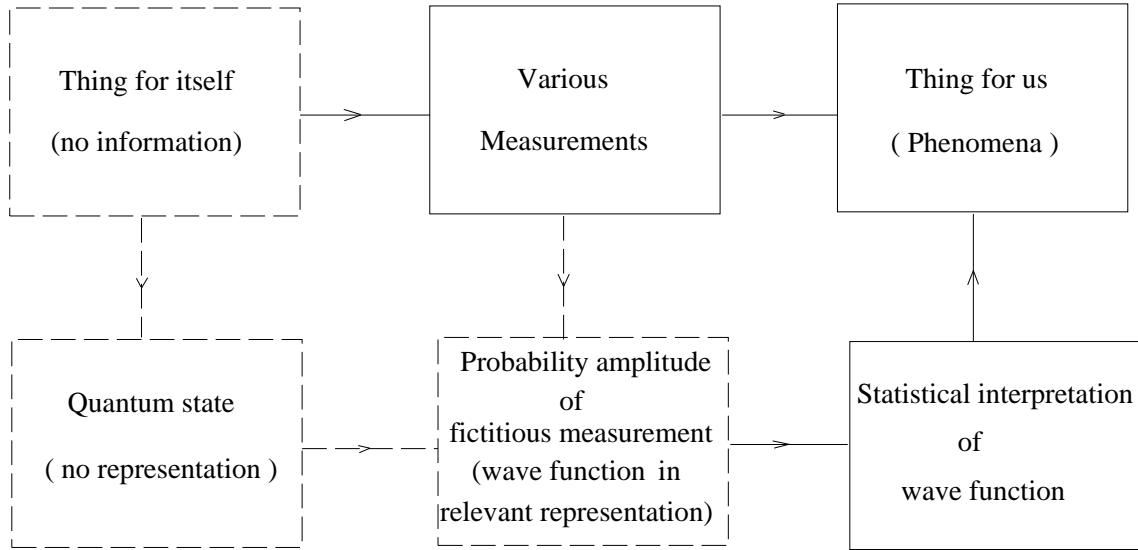 Thing for itself
(no information)
Various
Measurements
Thing for us
( Phenomena )
Quantum state
( no representation )
Probability amplitude
of
fictitious measurement
(wave function in
relevant representation)
Statistical interpretation
of
wave function